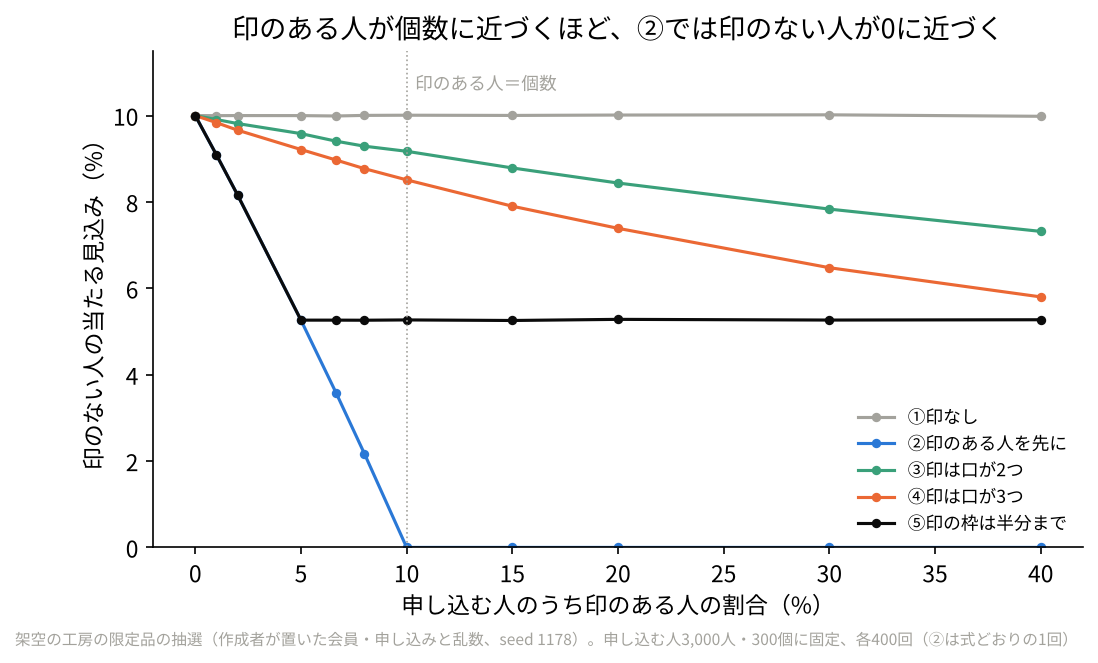 印のある人が個数に近づくほど、②では印のない人が0に近づく
印のある人＝個数
印のない人の当たる見込み（%）
10
8
6
4
2
0
①印なし
②印のある人を先に
③印は口が2つ
④印は口が3つ
⑤印の枠は半分まで
0 5 10 15 20 25 30 35 40
申し込む人のうち印のある人の割合（%）
架空の工房の限定品の抽選（作成者が置いた会員・申し込みと乱数、seed 1178）。申し込む人3,000人・300個に固定、各400回（②は式どおりの1回）